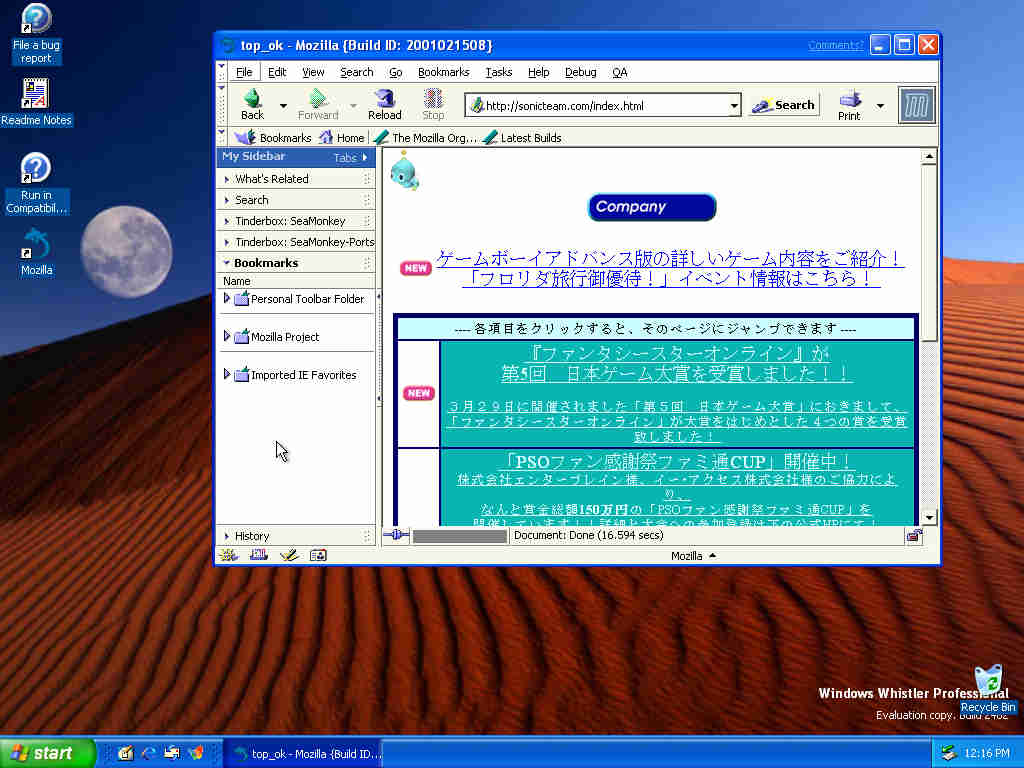 File a bug
report
Readme Notes
Run in
Compatibil...
Mozilla
top_ok - Mozilla {Build ID: 2001021508}
Comments?
File Edit View Search Go Bookmarks Tasks Help Debug QA
Back Forward Reload Stop
http://sonicteam.com/index.html
Search
Print
Bookmarks Home The Mozilla Org... Latest Builds
My Sidebar Tabs
What's Related
Search
Tinderbox: SeaMonkey
Tinderbox: SeaMonkey-Ports
Bookmarks
Name
Personal Toolbar Folder
Mozilla Project
Imported IE Favorites
History
Company
NEW
ゲームボーイアドバンス版の詳しいゲーム内容をご紹介！
「フロリダ旅行御優待！」イベント情報はこちら！
---- 各項目をクリックすると、そのページにジャンプできます ----
NEW
『ファンタシースターオンライン』が
第5回　日本ゲーム大賞を受賞しました！！
３月２９日に開催されました「第５回　日本ゲーム大賞」におきまして、
「ファンタシースターオンライン」が大賞をはじめとした４つの賞を受賞
致しました！
「PSOファン感謝祭ファミ通CUP」開催中！
株式会社エンターブレイン様、イー・アクセス株式会社様のご協力によ
り、
なんと賞金総額150万円の「PSOファン感謝祭ファミ通CUP」を
開催しています！！詳細と大会への参加登録は下の公式HPにて！
Document: Done (16.594 secs)
Mozilla
Windows Whistler Professional
Evaluation copy. Build 2462
Recycle Bin
start
top_ok - Mozilla {Build ID...
12:16 PM